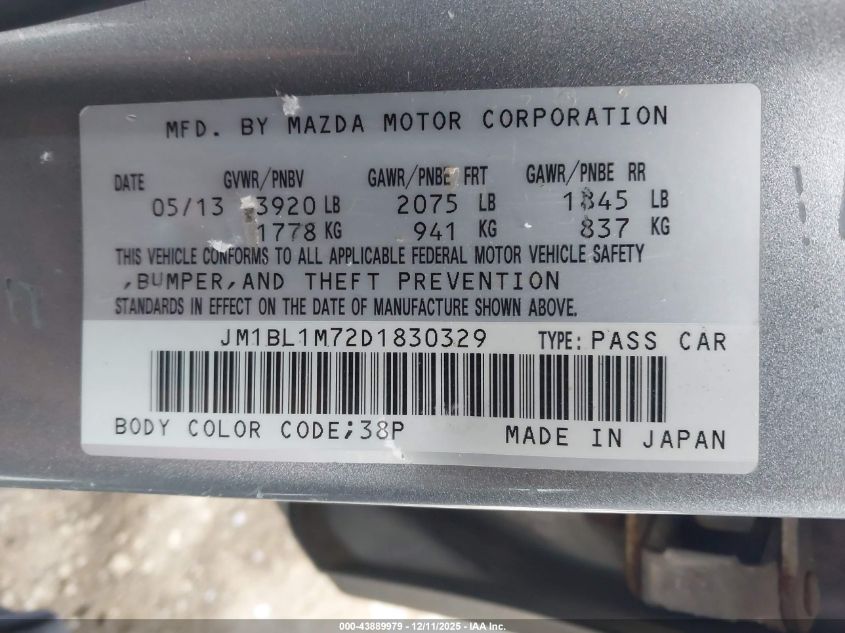 MFD. BY MAZDA MOTOR CORPORATION
DATE GVWR/PNBV GAWR/PNBE FRT GAWR/PNBE RR
05/13 3920 LB 2075 LB 1845 LB
1778 KG 941 KG 837 KG
THIS VEHICLE CONFORMS TO ALL APPLICABLE FEDERAL MOTOR VEHICLE SAFETY
,BUMPER,AND THEFT PREVENTION
STANDARDS IN EFFECT ON THE DATE OF MANUFACTURE SHOWN ABOVE.
JM1BL1M72D1830329 TYPE: PASS CAR
BODY COLOR CODE;38P MADE IN JAPAN
000-43889979 - 12/11/2025 - IAA Inc.